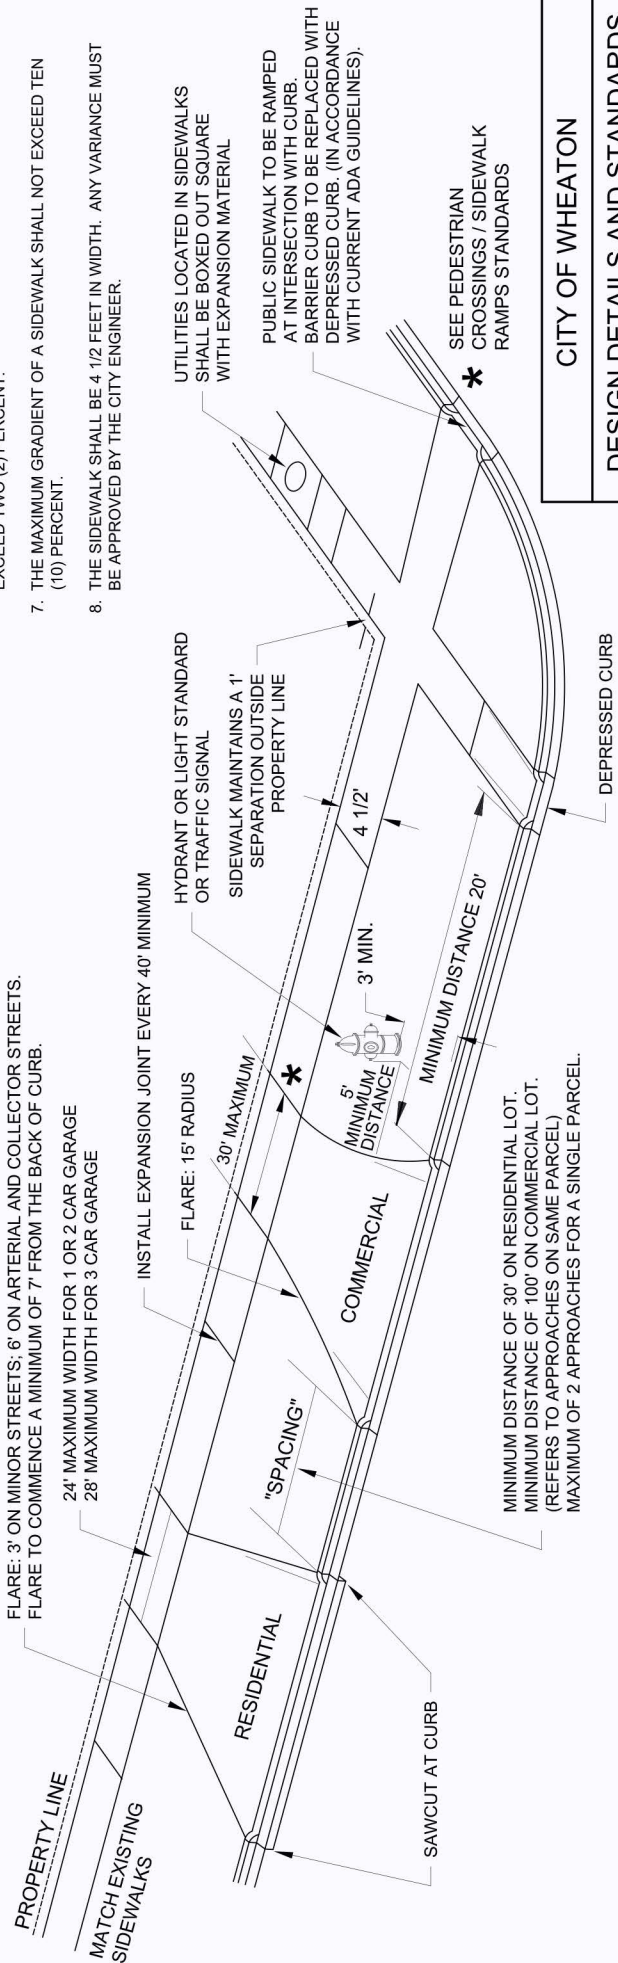 FLARE: 3' ON MINOR STREETS; 6' ON ARTERIAL AND COLLECTOR STREETS.
FLARE TO COMMENCE A MINIMUM OF 7' FROM THE BACK OF CURB.
24' MAXIMUM WIDTH FOR 1 OR 2 CAR GARAGE
28' MAXIMUM WIDTH FOR 3 CAR GARAGE
INSTALL EXPANSION JOINT EVERY 40' MINIMUM
FLARE: 15' RADIUS
30' MAXIMUM
*
PROPERTY LINE
MATCH EXISTING
SIDEWALKS
RESIDENTIAL
"SPACING"
COMMERCIAL
5'
MINIMUM
DISTANCE
3' MIN.
MINIMUM DISTANCE 20'
4 1/2'
HYDRANT OR LIGHT STANDARD
OR TRAFFIC SIGNAL
SIDEWALK MAINTAINS A 1'
SEPARATION OUTSIDE
PROPERTY LINE
SAWCUT AT CURB
MINIMUM DISTANCE OF 30' ON RESIDENTIAL LOT.
MINIMUM DISTANCE OF 100' ON COMMERCIAL LOT.
(REFERS TO APPROACHES ON SAME PARCEL)
MAXIMUM OF 2 APPROACHES FOR A SINGLE PARCEL.
DEPRESSED CURB
EXCEED TWO (2) PERCENT.
7. THE MAXIMUM GRADIENT OF A SIDEWALK SHALL NOT EXCEED TEN
(10) PERCENT.
8. THE SIDEWALK SHALL BE 4 1/2 FEET IN WIDTH. ANY VARIANCE MUST
BE APPROVED BY THE CITY ENGINEER.
UTILITIES LOCATED IN SIDEWALKS
SHALL BE BOXED OUT SQUARE
WITH EXPANSION MATERIAL
PUBLIC SIDEWALK TO BE RAMPED
AT INTERSECTION WITH CURB.
BARRIER CURB TO BE REPLACED WITH
DEPRESSED CURB. (IN ACCORDANCE
WITH CURRENT ADA GUIDELINES).
* SEE PEDESTRIAN
CROSSINGS / SIDEWALK
RAMPS STANDARDS
CITY OF WHEATON
DESIGN DETAILS AND STANDARDS